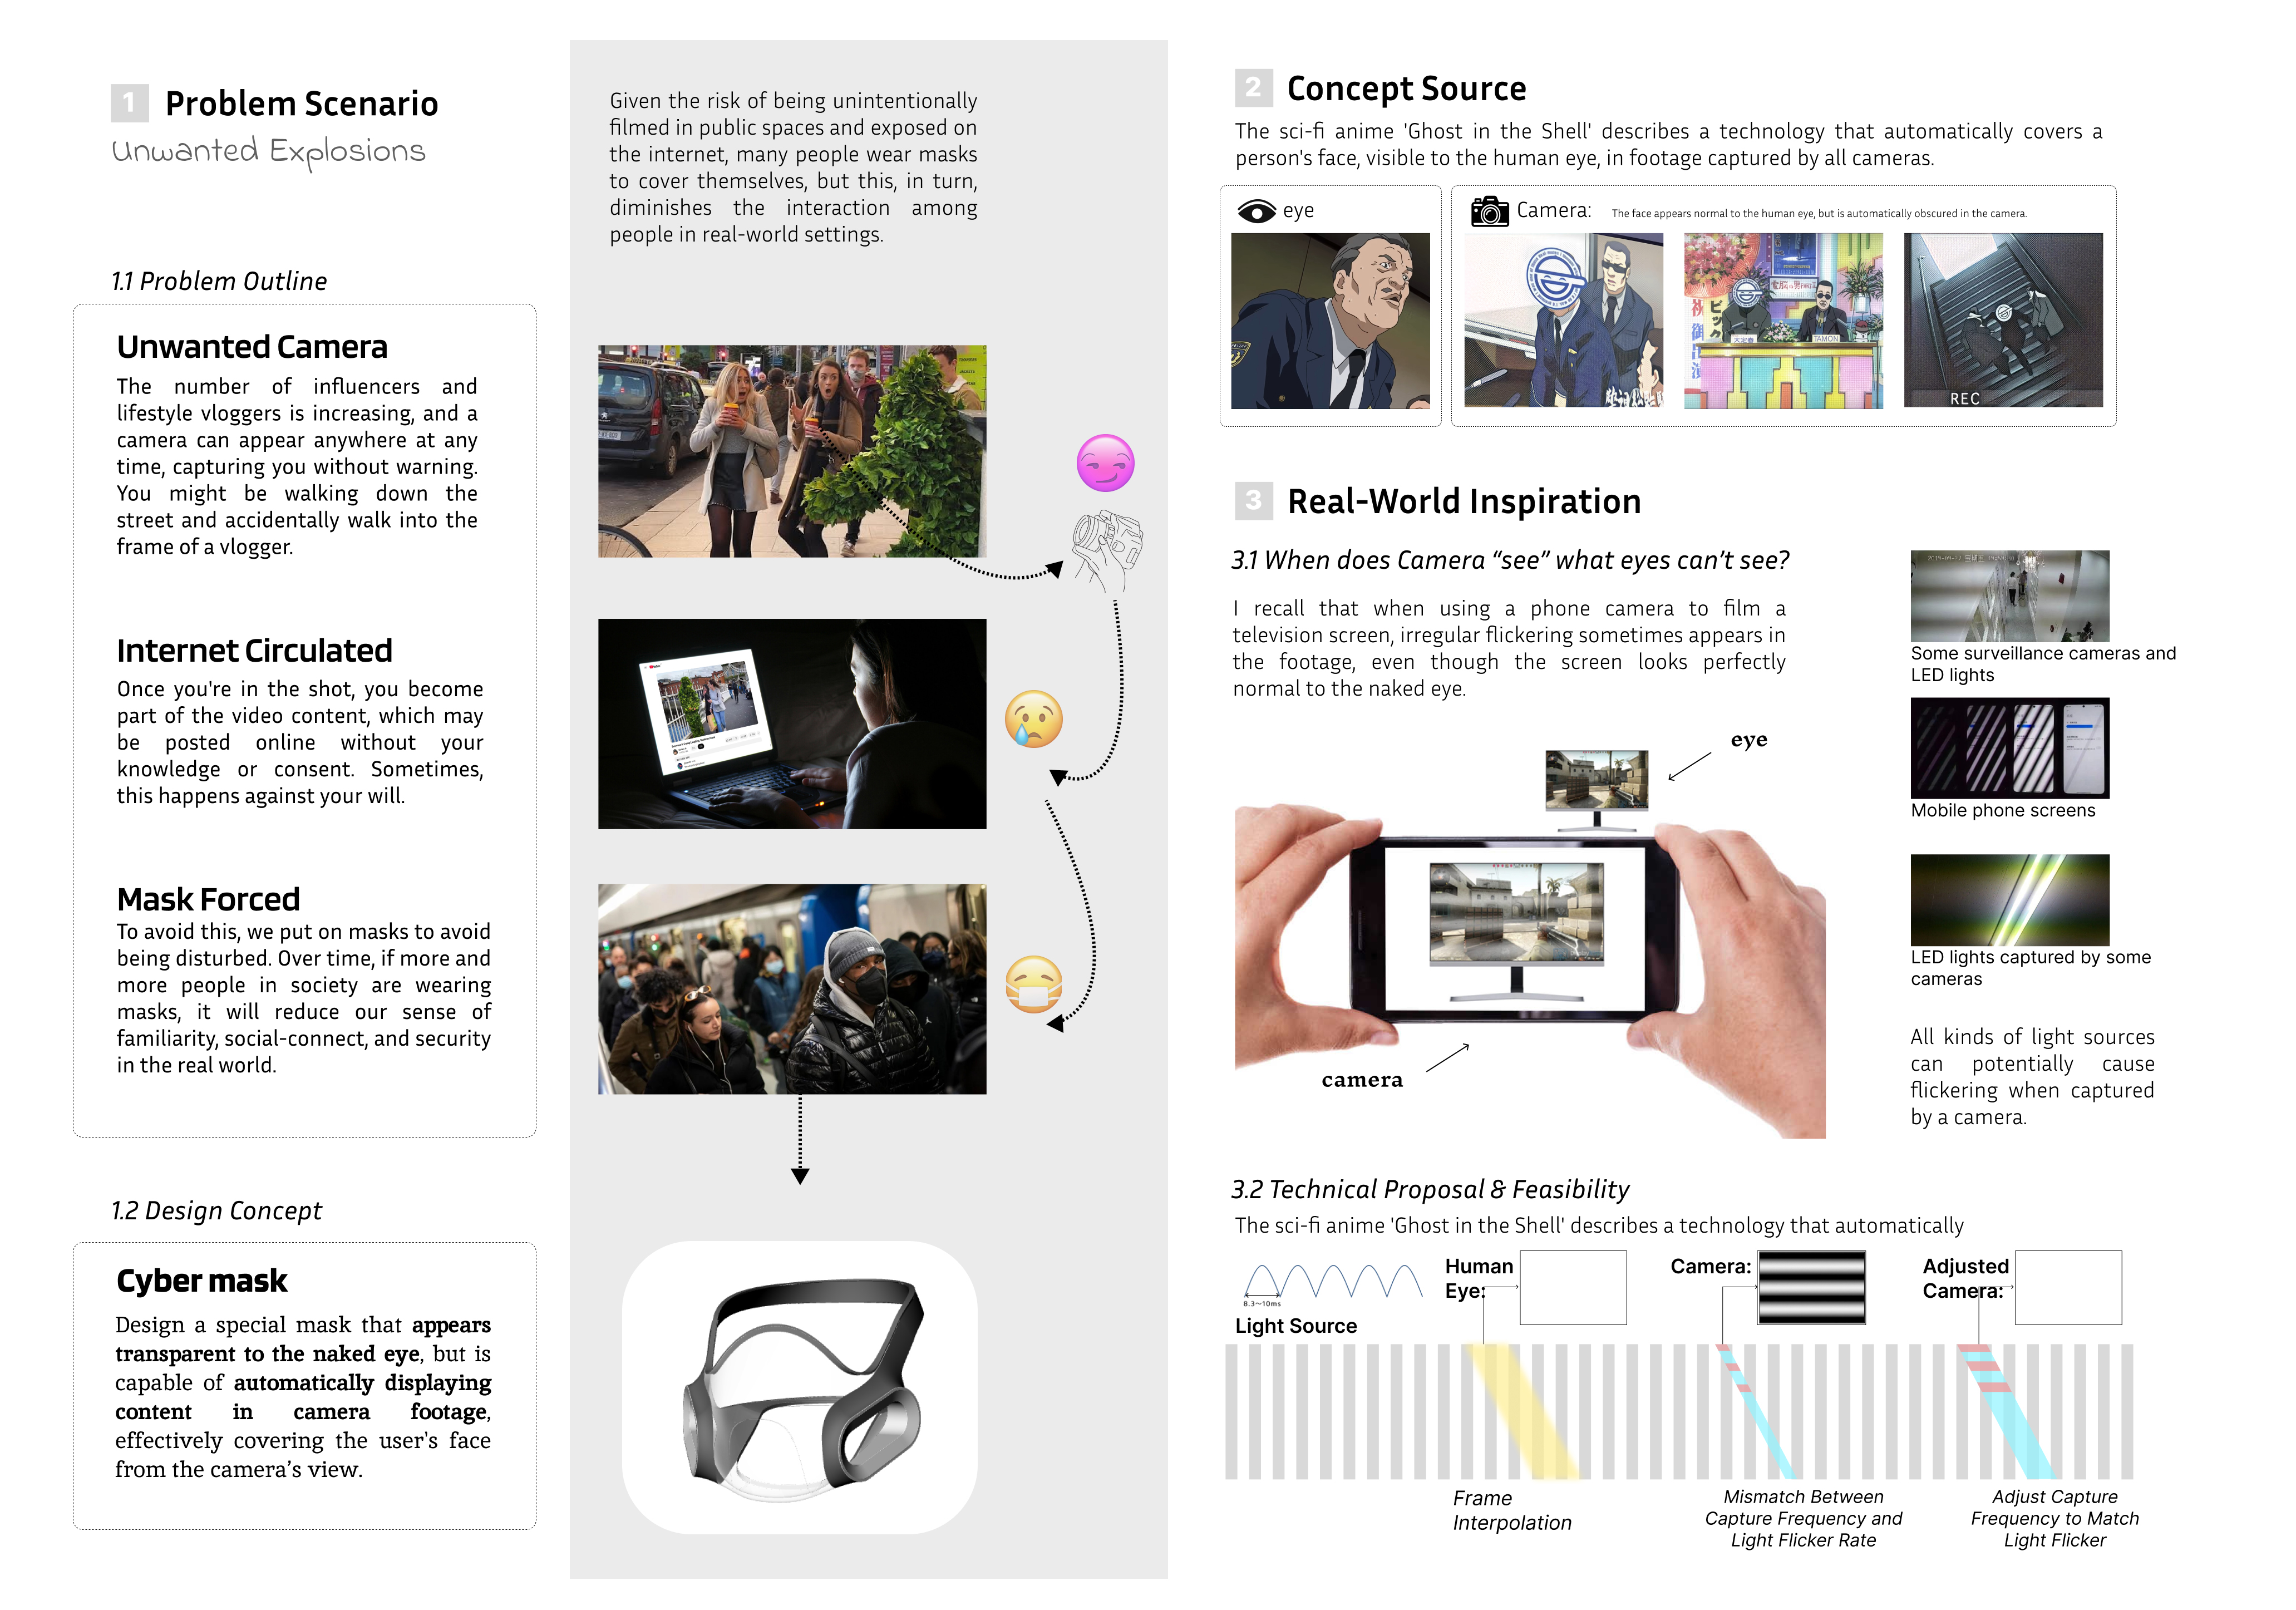 1 Problem Scenario
Unwanted Explosions
1.1 Problem Outline
Unwanted Camera
The number of influencers and
lifestyle vloggers is increasing, and a
camera can appear anywhere at any
time, capturing you without warning.
You might be walking down the
street and accidentally walk into the
frame of a vlogger.
Internet Circulated
Once you're in the shot, you become
part of the video content, which may
be posted online without your
knowledge or consent. Sometimes,
this happens against your will.
Mask Forced
To avoid this, we put on masks to avoid
being disturbed. Over time, if more and
more people in society are wearing
masks, it will reduce our sense of
familiarity, social-connect, and security
in the real world.
1.2 Design Concept
Cyber mask
Design a special mask that appears
transparent to the naked eye, but is
capable of automatically displaying
content in camera footage,
effectively covering the user's face
from the camera's view.
Given the risk of being unintentionally
filmed in public spaces and exposed on
the internet, many people wear masks
to cover themselves, but this, in turn,
diminishes the interaction among
people in real-world settings.
2 Concept Source
The sci-fi anime 'Ghost in the Shell' describes a technology that automatically covers a
person's face, visible to the human eye, in footage captured by all cameras.
eye
Camera: The face appears normal to the human eye, but is automatically obscured in the camera.
TAMON
REC
3 Real-World Inspiration
3.1 When does Camera “see” what eyes can’t see?
I recall that when using a phone camera to film a
television screen, irregular flickering sometimes appears in
the footage, even though the screen looks perfectly
normal to the naked eye.
eye
camera
Some surveillance cameras and
LED lights
Mobile phone screens
LED lights captured by some
cameras
All kinds of light sources
can potentially cause
flickering when captured
by a camera.
3.2 Technical Proposal & Feasibility
The sci-fi anime 'Ghost in the Shell' describes a technology that automatically
8.3~10ms
Light Source
Human
Eye:
Camera:
Adjusted
Camera:
Frame
Interpolation
Mismatch Between
Capture Frequency and
Light Flicker Rate
Adjust Capture
Frequency to Match
Light Flicker